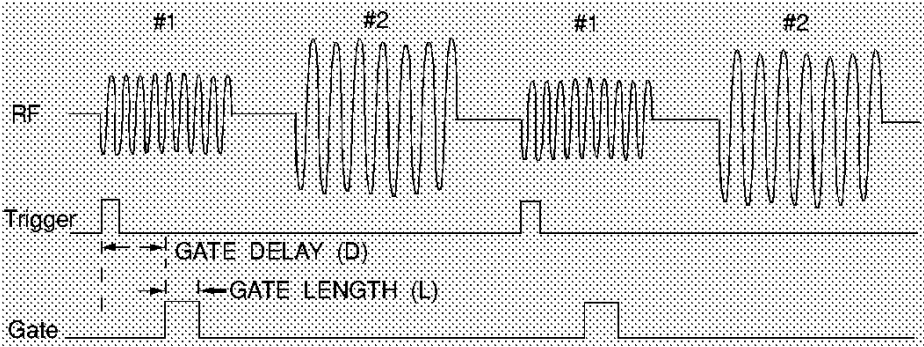 #1 #2 #1 #2
RF
Trigger
GATE DELAY (D)
GATE LENGTH (L)
Gate